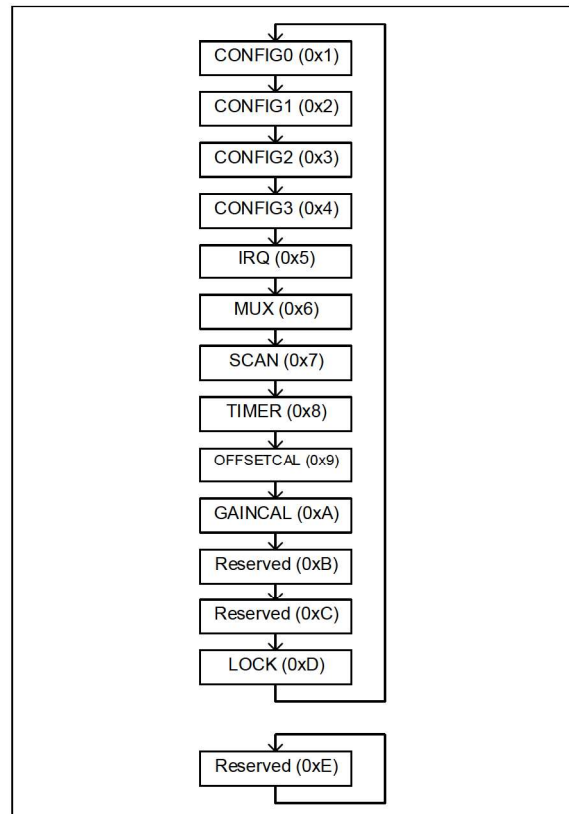 CONFIG0 (0x1)
CONFIG1 (0x2)
CONFIG2 (0x3)
CONFIG3 (0x4)
IRQ (0x5)
MUX (0x6)
SCAN (0x7)
TIMER (0x8)
OFFSETCAL (0x9)
GAINCAL (0xA)
Reserved (0xB)
Reserved (0xC)
LOCK (0xD)
Reserved (0xE)